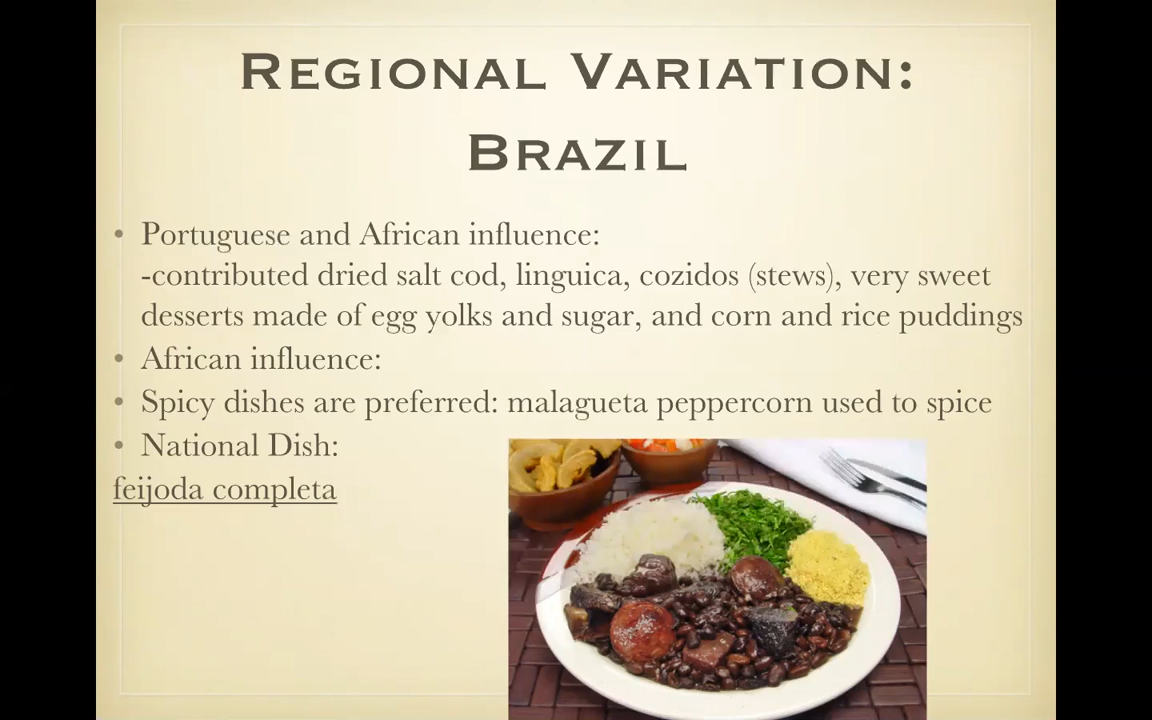 Regional Variation:
Brazil
• Portuguese and African influence:
-contributed dried salt cod, linguica, cozidos (stews), very sweet
desserts made of egg yolks and sugar, and corn and rice puddings
• African influence:
• Spicy dishes are preferred: malagueta peppercorn used to spice
• National Dish:
feijoda completa